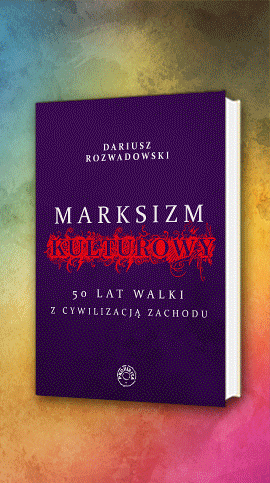 DARIUSZ
ROZWADOWSKI
MARKSIZM
KULTUROWY
50 LAT WALKI
Z CYWILIZACJĄ ZACHODU